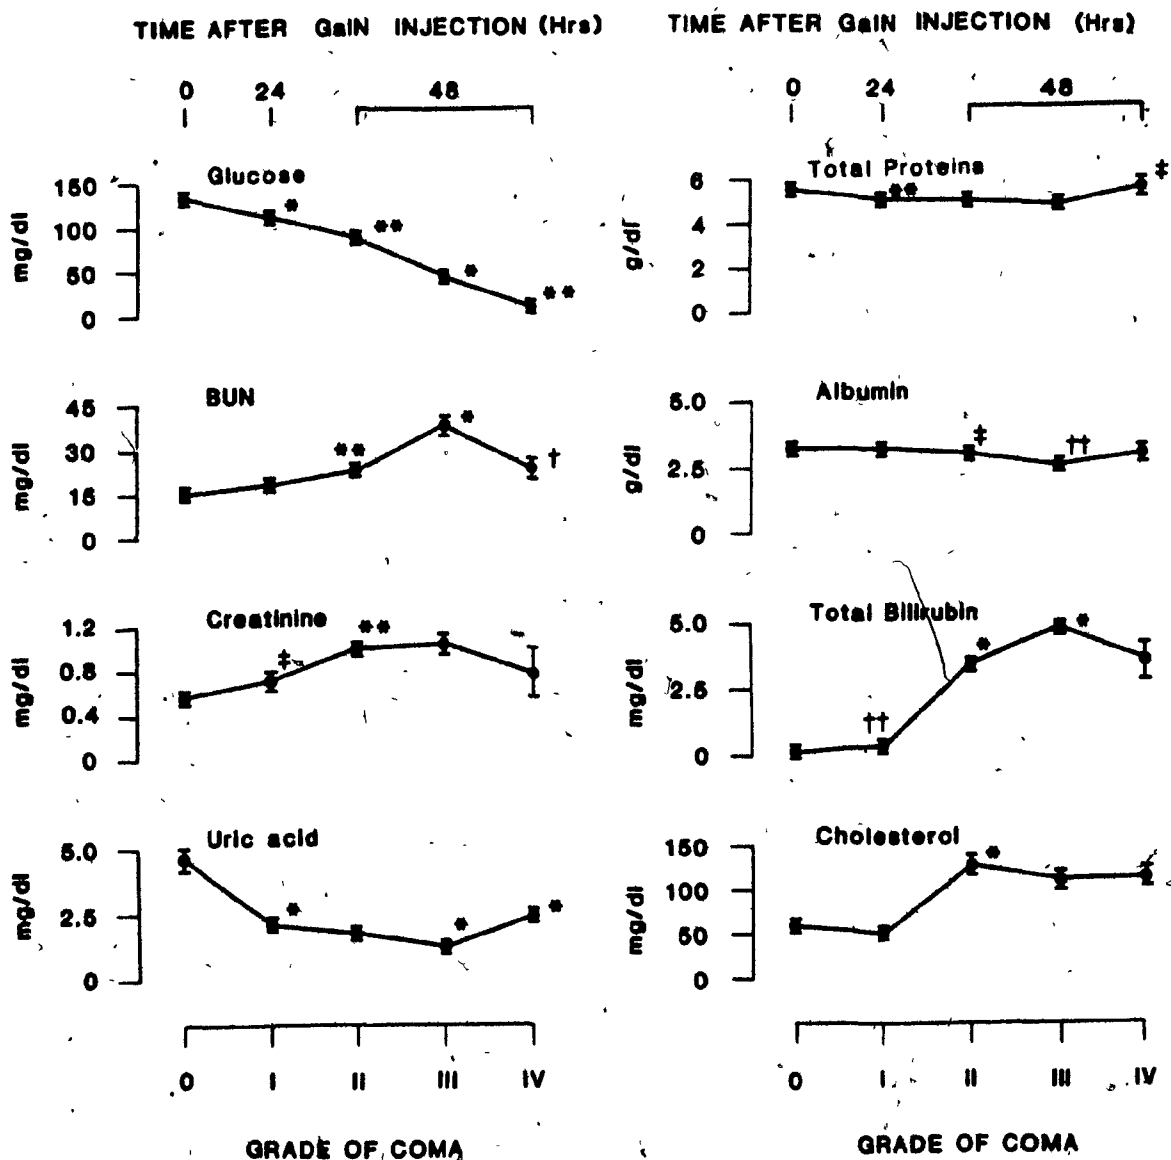 TIME AFTER GalN INJECTION (Hrs)
0 24 48
Glucose
mg/dl
150
100
50
0
*
**
*
**
BUN
mg/dl
45
30
15
0
**
*
†
Creatinine
mg/dl
1.2
0.8
0.4
0
‡
**
Uric acid
mg/dl
5.0
2.5
0
*
*
*
0 I II III IV
GRADE OF COMA
TIME AFTER GalN INJECTION (Hrs)
0 24 48
Total Proteins
g/dl
6
4
2
0
**
‡
Albumin
g/dl
5.0
2.5
0
‡
††
Total Bilirubin
mg/dl
5.0
2.5
0
††
*
*
Cholesterol
mg/dl
150
100
50
0
*
0 I II III IV
GRADE OF COMA